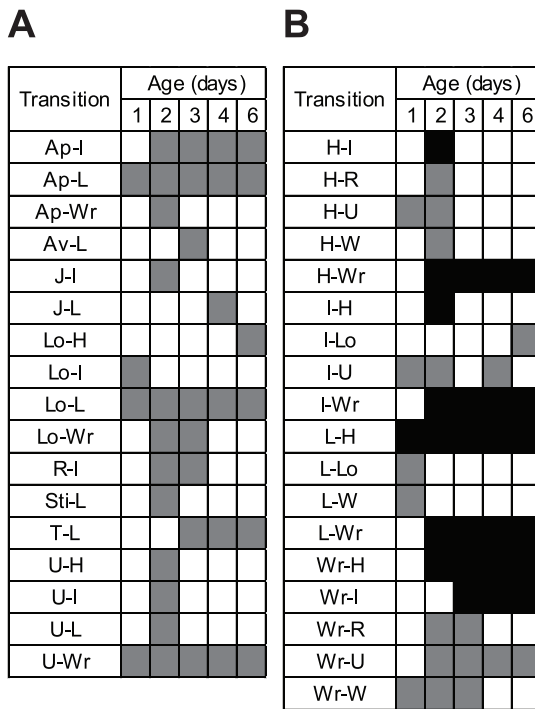 A
Transition Age (days)
1 2 3 4 6
Ap-I
Ap-L
Ap-Wr
Av-L
J-I
J-L
Lo-H
Lo-I
Lo-L
Lo-Wr
R-I
Sti-L
T-L
U-H
U-I
U-L
U-Wr
B
Transition Age (days)
1 2 3 4 6
H-I
H-R
H-U
H-W
H-Wr
I-H
I-Lo
I-U
I-Wr
L-H
L-Lo
L-W
L-Wr
Wr-H
Wr-I
Wr-R
Wr-U
Wr-W